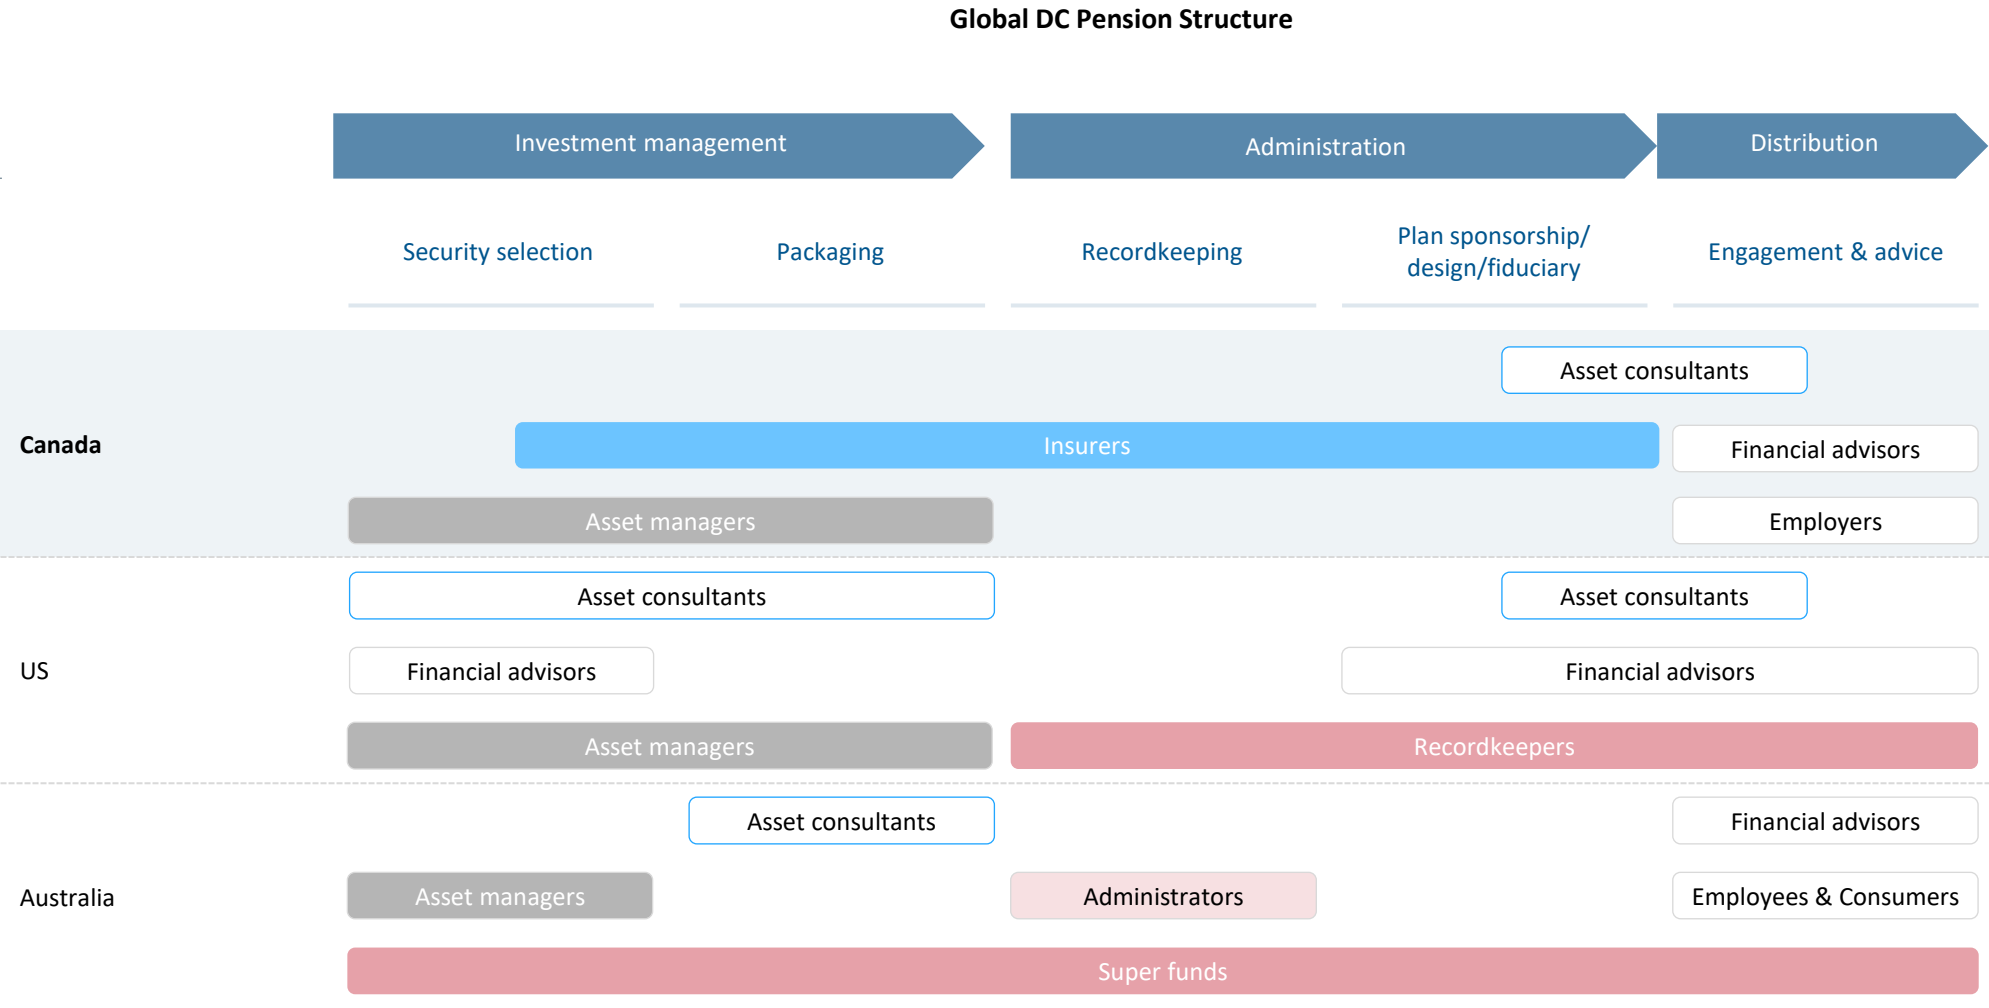 Global DC Pension Structure
Investment management
Administration
Distribution
Security selection
Packaging
Recordkeeping
Plan sponsorship/
design/fiduciary
Engagement & advice
Canada
Asset consultants
Insurers
Financial advisors
Asset managers
Employers
US
Asset consultants
Asset consultants
Financial advisors
Financial advisors
Asset managers
Recordkeepers
Australia
Asset consultants
Financial advisors
Asset managers
Administrators
Employees & Consumers
Super funds